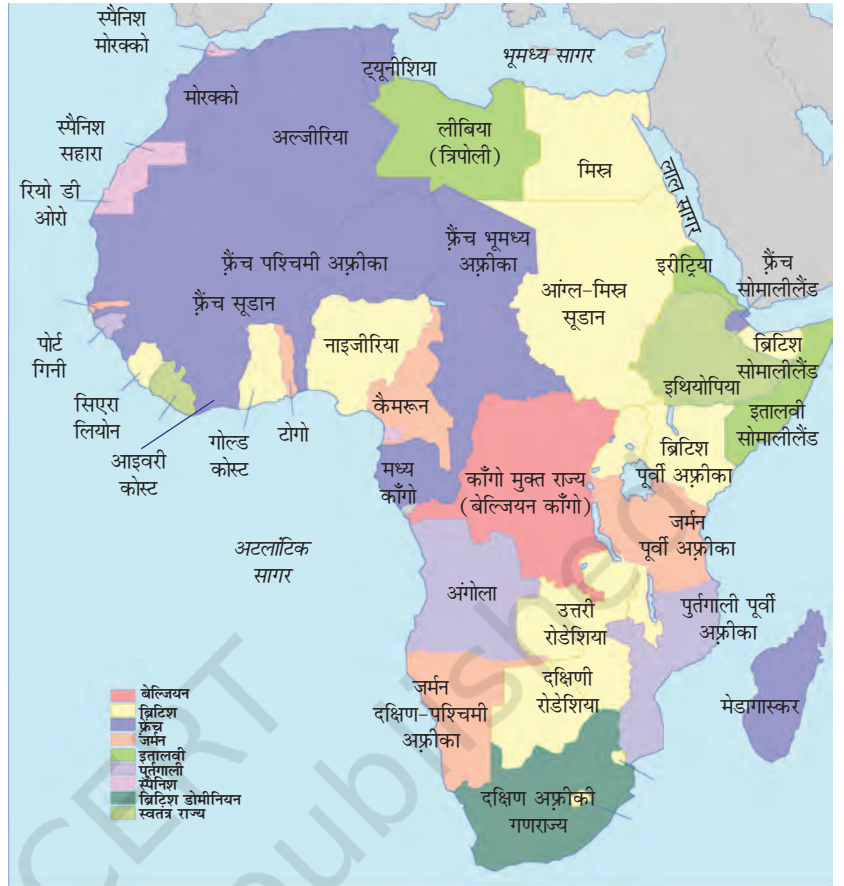 स्पैनिश
मोरक्को
भूमध्य सागर
ट्यूनीशिया
मोरक्को
स्पैनिश
सहारा
अल्जीरिया
लीबिया
(त्रिपोली)
मिस्र
लाल सागर
रियो डी
ओरो
फ़्रैंच पश्चिमी अफ़्रीका
फ़्रैंच भूमध्य
अफ़्रीका
इरीट्रिया
फ़्रैंच
सोमालीलैंड
फ़्रैंच सूडान
आंग्ल-मिस्र
सूडान
पोर्ट
गिनी
नाइजीरिया
ब्रिटिश
सोमालीलैंड
इथियोपिया
सिएरा
लियोन
कैमरून
इतालवी
सोमालीलैंड
आइवरी
कोस्ट
गोल्ड
कोस्ट
टोगो
ब्रिटिश
पूर्वी अफ़्रीका
मध्य
काँगो
काँगो मुक्त राज्य
(बेल्जियन काँगो)
जर्मन
पूर्वी अफ़्रीका
अटलांटिक
सागर
अंगोला
उत्तरी
रोडेशिया
पुर्तगाली पूर्वी
अफ़्रीका
जर्मन
दक्षिण-पश्चिमी
अफ़्रीका
दक्षिणी
रोडेशिया
मेडागास्कर
दक्षिण अफ़्रीकी
गणराज्य
बेल्जियन
ब्रिटिश
फ्रेंच
जर्मन
इतालवी
पुर्तगाली
स्पेनिश
ब्रिटिश डोमीनियन
स्वतंत्र राज्य
NCERT
republished